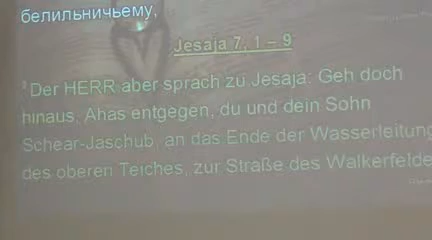 белильничьему,
Jesaja 7, 1 – 9
Der HERR aber sprach zu Jesaja: Geh doch
hinaus, Ahas entgegen, du und dein Sohn
Schear-Jaschub, an das Ende der Wasserleitung
des oberen Teiches, zur Straße des Walkerfelde